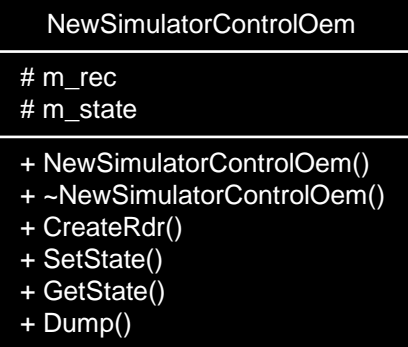 NewSimulatorControlOem
# m_rec
# m_state
+ NewSimulatorControlOem()
+ ~NewSimulatorControlOem()
+ CreateRdr()
+ SetState()
+ GetState()
+ Dump()